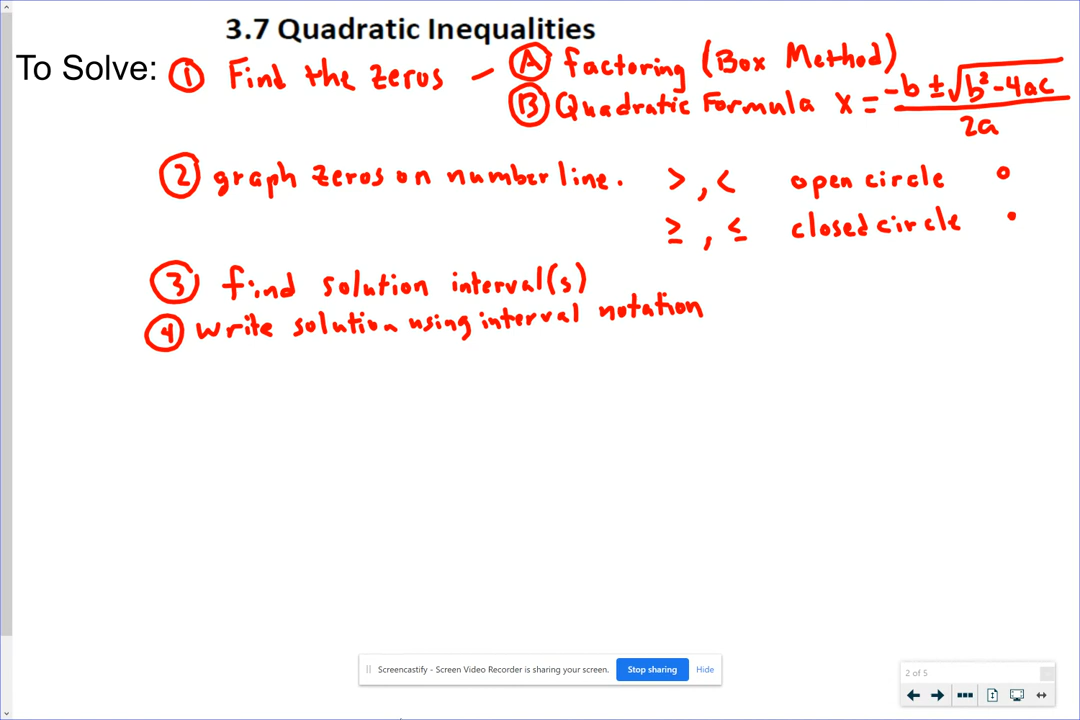 3.7 Quadratic Inequalities
To Solve: ① Find the zeros – Ⓐ factoring (Box Method)
Ⓑ Quadratic Formula x = -b ± √b² - 4ac / 2a
② graph zeros on number line. >, < open circle
≥, ≤ closed circle
③ find solution interval(s)
④ write solution using interval notation
Screencastify - Screen Video Recorder is sharing your screen. Stop sharing Hide
2 of 5